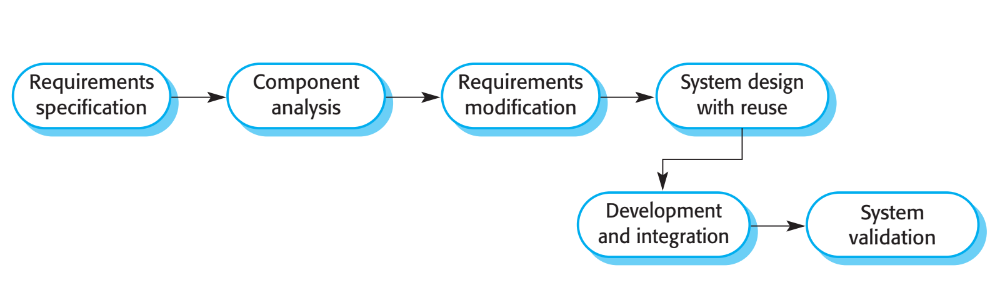 Requirements
specification
Component
analysis
Requirements
modification
System design
with reuse
Development
and integration
System
validation